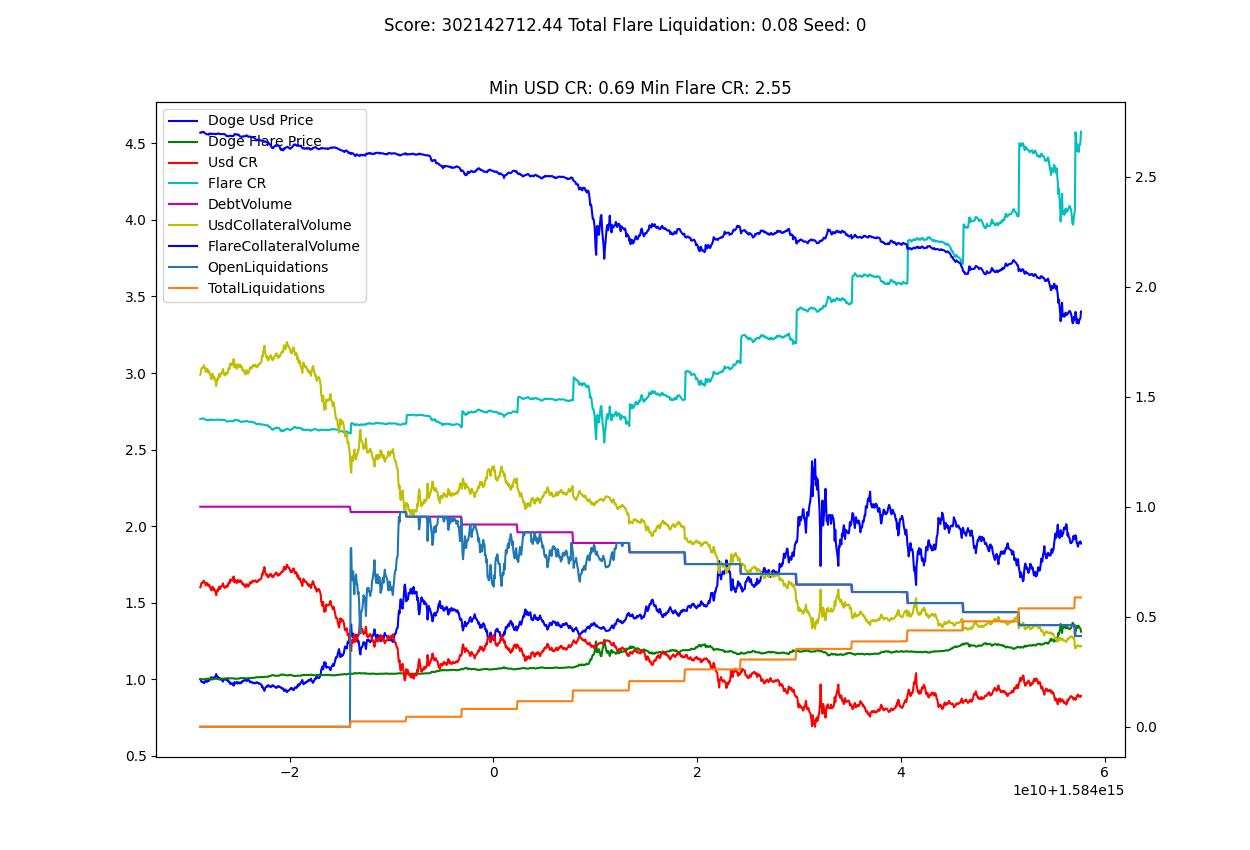 Score: 302142712.44 Total Flare Liquidation: 0.08 Seed: 0
Min USD CR: 0.69 Min Flare CR: 2.55
Doge Usd Price
Doge Flare Price
Usd CR
Flare CR
DebtVolume
UsdCollateralVolume
FlareCollateralVolume
OpenLiquidations
TotalLiquidations
4.5
4.0
3.5
3.0
2.5
2.0
1.5
1.0
0.5
2.5
2.0
1.5
1.0
0.5
0.0
−2 0 2 4 6
1e10+1.584e15